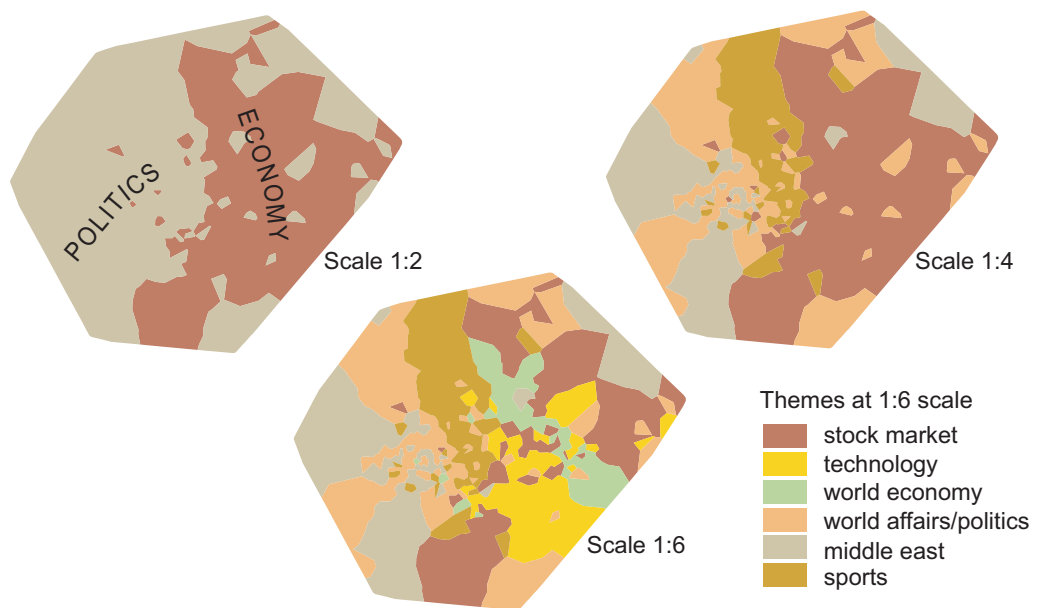 POLITICS
ECONOMY
Scale 1:2
Scale 1:4
Scale 1:6
Themes at 1:6 scale
stock market
technology
world economy
world affairs/politics
middle east
sports